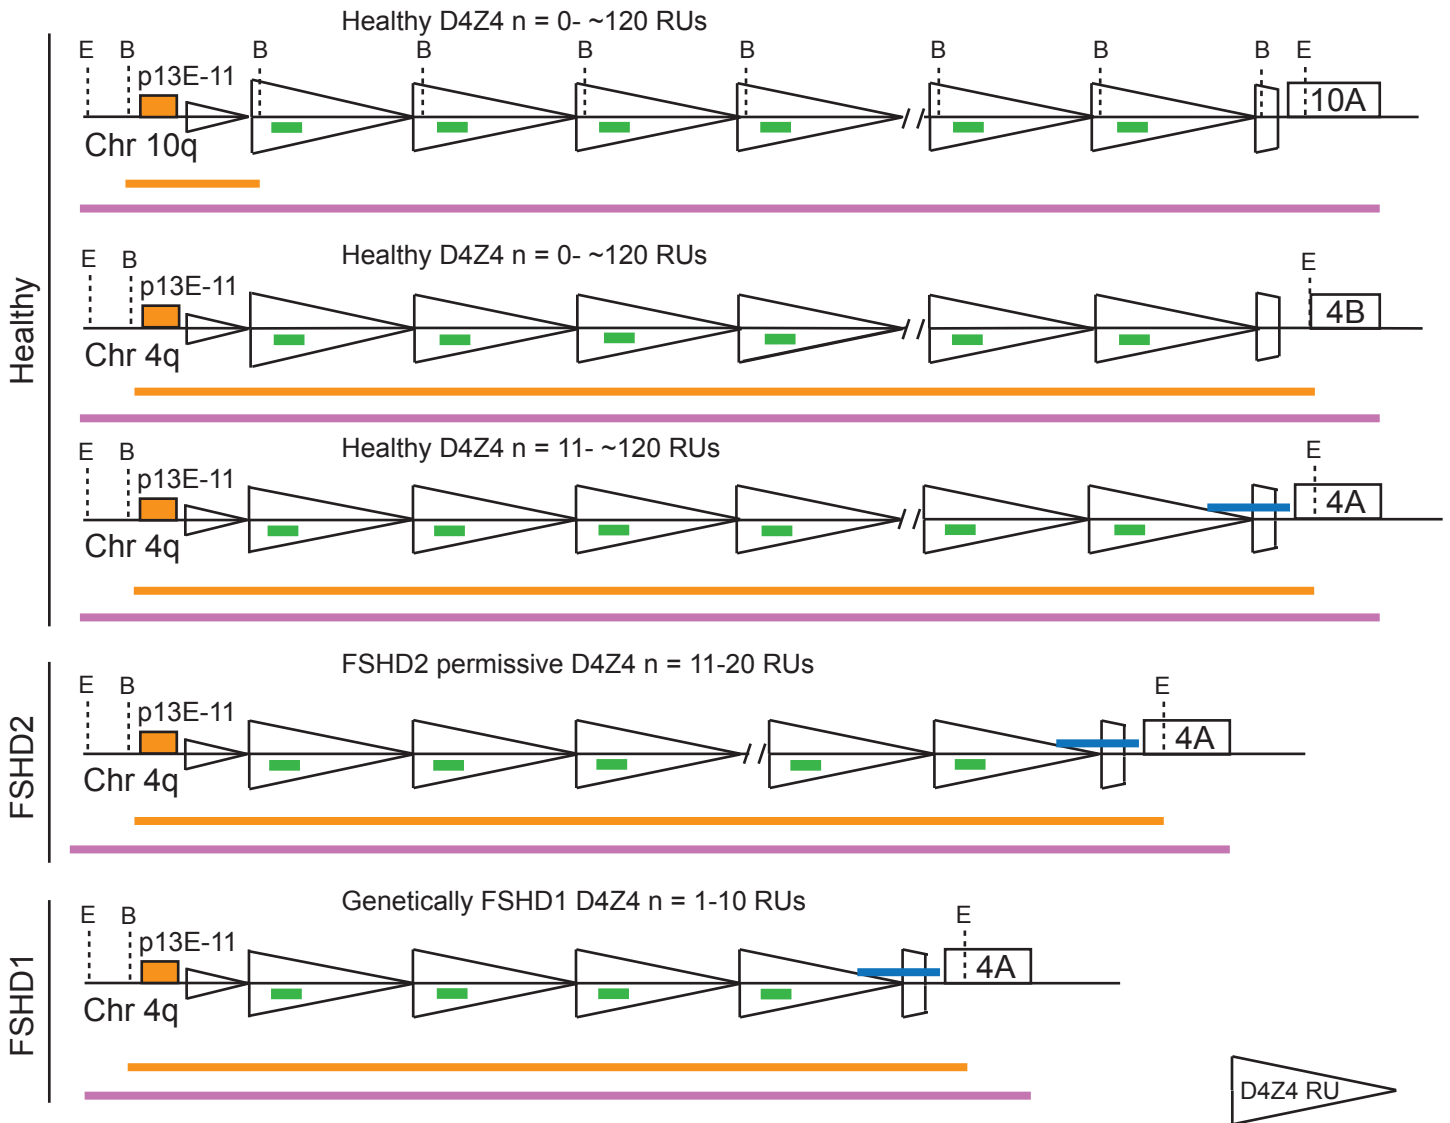 Healthy D4Z4 n = 0- ~120 RUs
E B B B B B B B B E
p13E-11
10A
Chr 10q
Healthy D4Z4 n = 0- ~120 RUs
E B E
p13E-11
4B
Chr 4q
Healthy
Healthy D4Z4 n = 11- ~120 RUs
E B E
p13E-11
4A
Chr 4q
FSHD2 permissive D4Z4 n = 11-20 RUs
E B E
p13E-11
4A
Chr 4q
FSHD2
Genetically FSHD1 D4Z4 n = 1-10 RUs
E B E
p13E-11
4A
Chr 4q
FSHD1
D4Z4 RU